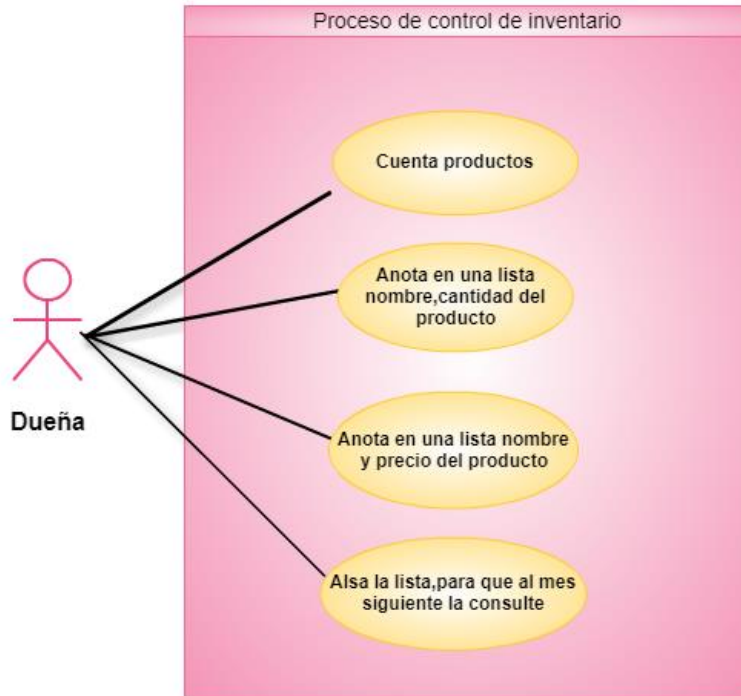 Proceso de control de inventario
Cuenta productos
Anota en una lista
nombre,cantidad del
producto
Dueña
Anota en una lista nombre
y precio del producto
Alsa la lista,para que al mes
siguiente la consulte